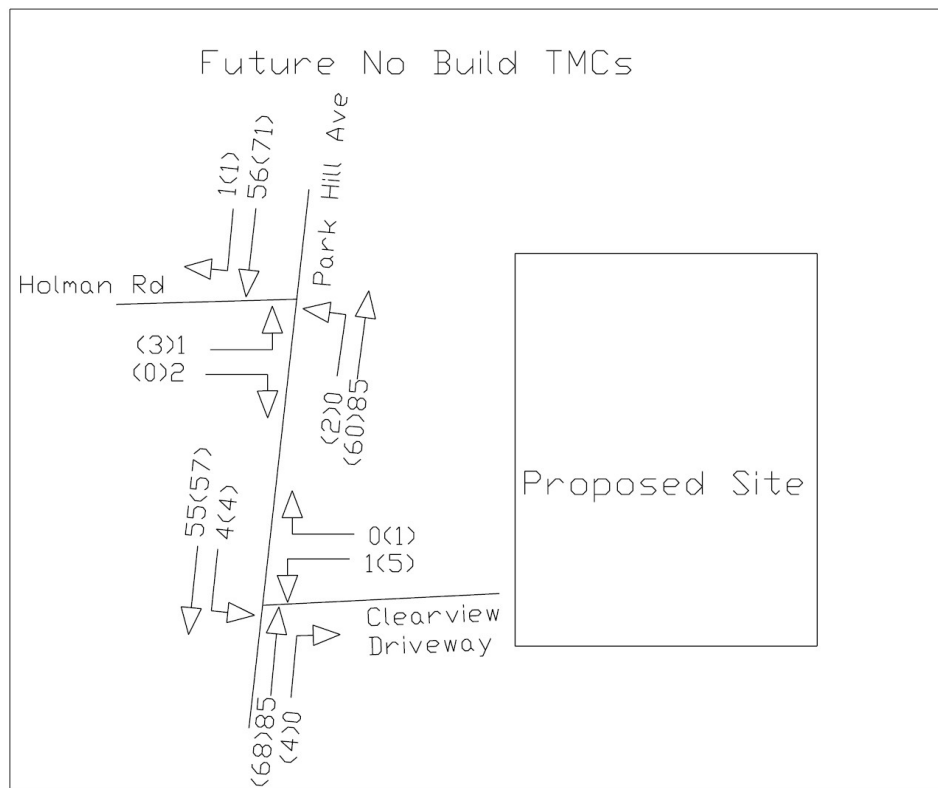 Future No Build TMCs
1(1)
56(71)
Park Hill Ave
Holman Rd
(3)1
(0)2
(2)0
(60)85
Proposed Site
55(57)
4(4)
0(1)
1(5)
Clearview
Driveway
(68)85
(4)0